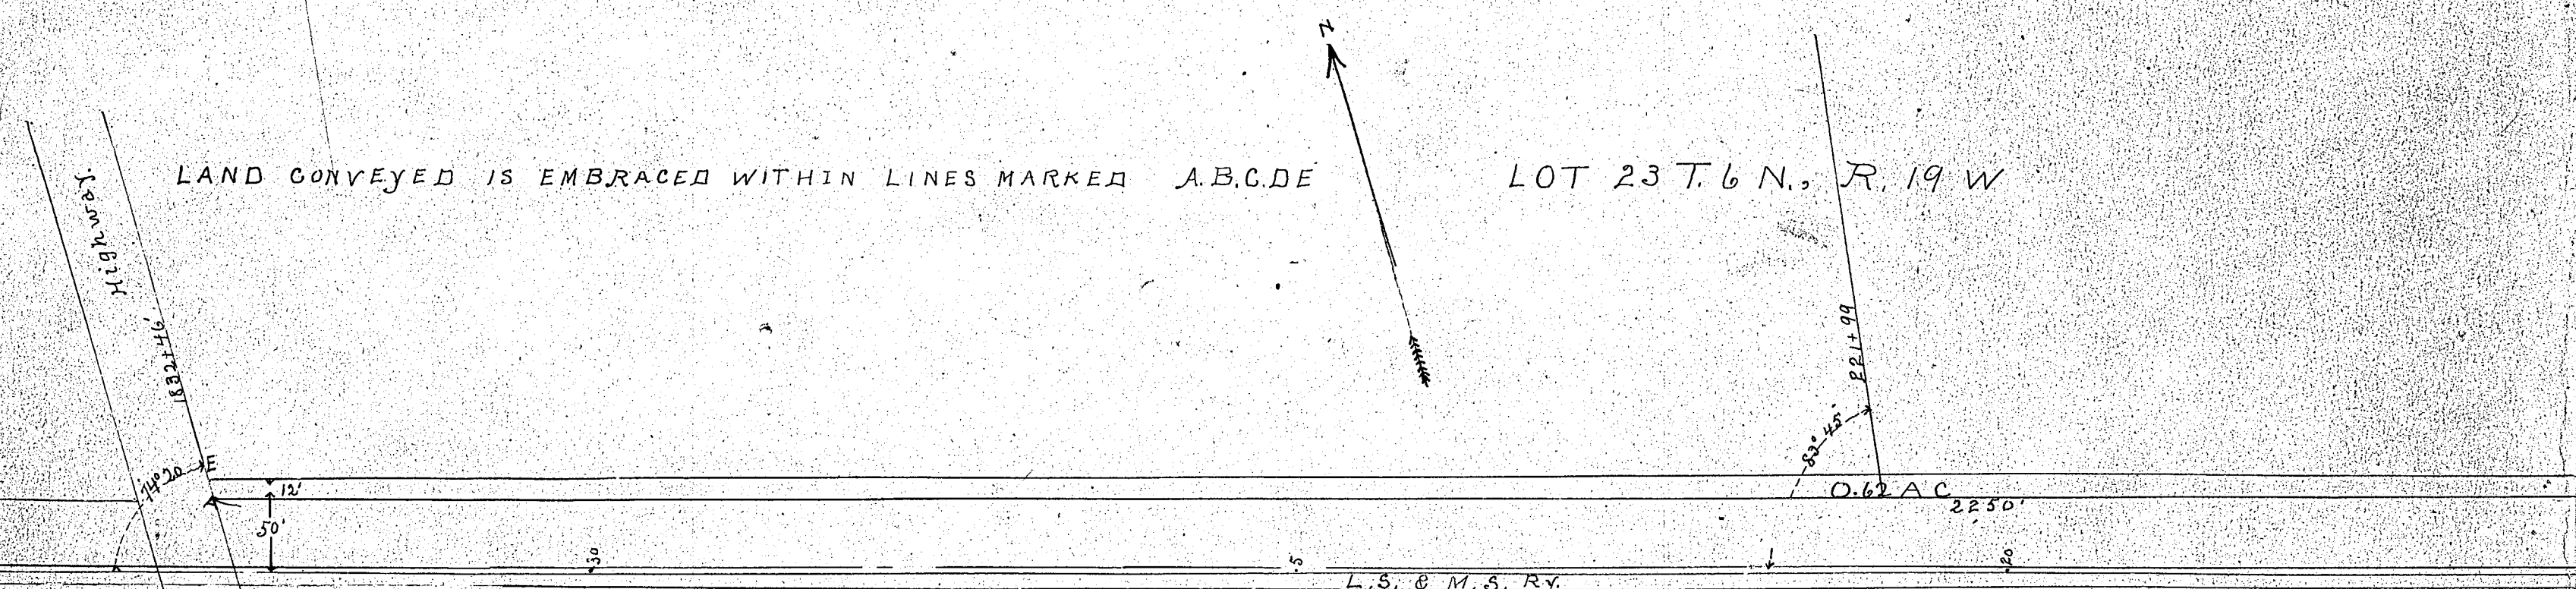 N
LAND CONVEYED IS EMBRACED WITHIN LINES MARKED A.B.C.D E
LOT 23 T. 6 N., R. 19 W
Highway
1832+46'
221+99
74°20
E
83° 45'
12'
A
50'
0.62 A C
2250'
30
5
20
L.S. & M.S. RY.